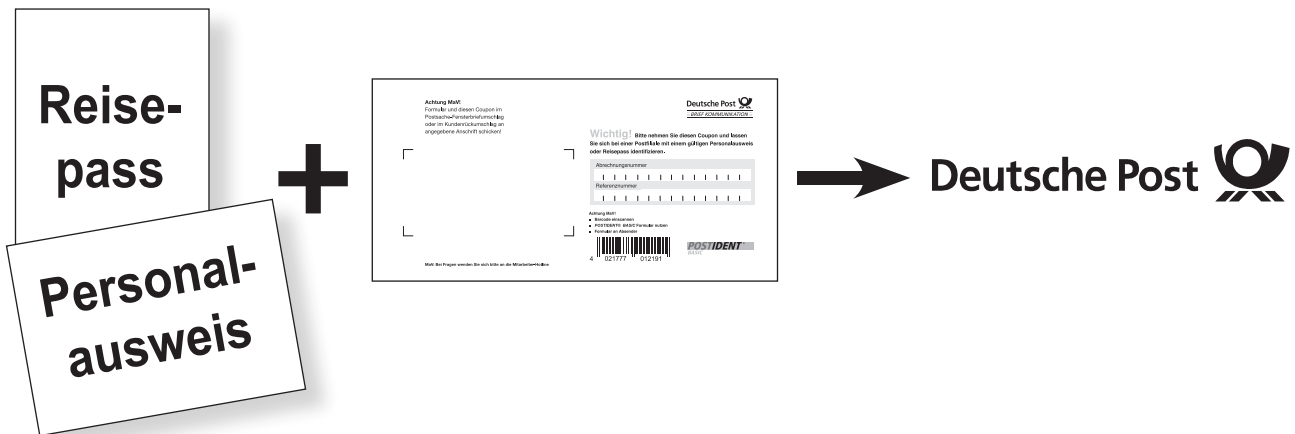 Reise-
pass
Personal-
ausweis
+
Achtung MaV!
Formular und diesen Coupon im
Postsache-Fensterbriefumschlag
oder im Kundenrückumschlag an
angegebene Anschrift schicken!
MaV: Bei Fragen wenden Sie sich bitte an die Mitarbeiter-Hotline
Deutsche Post
- BRIEF KOMMUNIKATION -
Wichtig! Bitte nehmen Sie diesen Coupon und lassen
Sie sich bei einer Postfiliale mit einem gültigen Personalausweis
oder Reisepass identifizieren.
Abrechnungsnummer
Referenznummer
Achtung MaV!
Barcode einscannen
POSTIDENT® BASIC Formular nutzen
Formular an Absender
4 021777 012191
POSTIDENT
BASIC
Deutsche Post